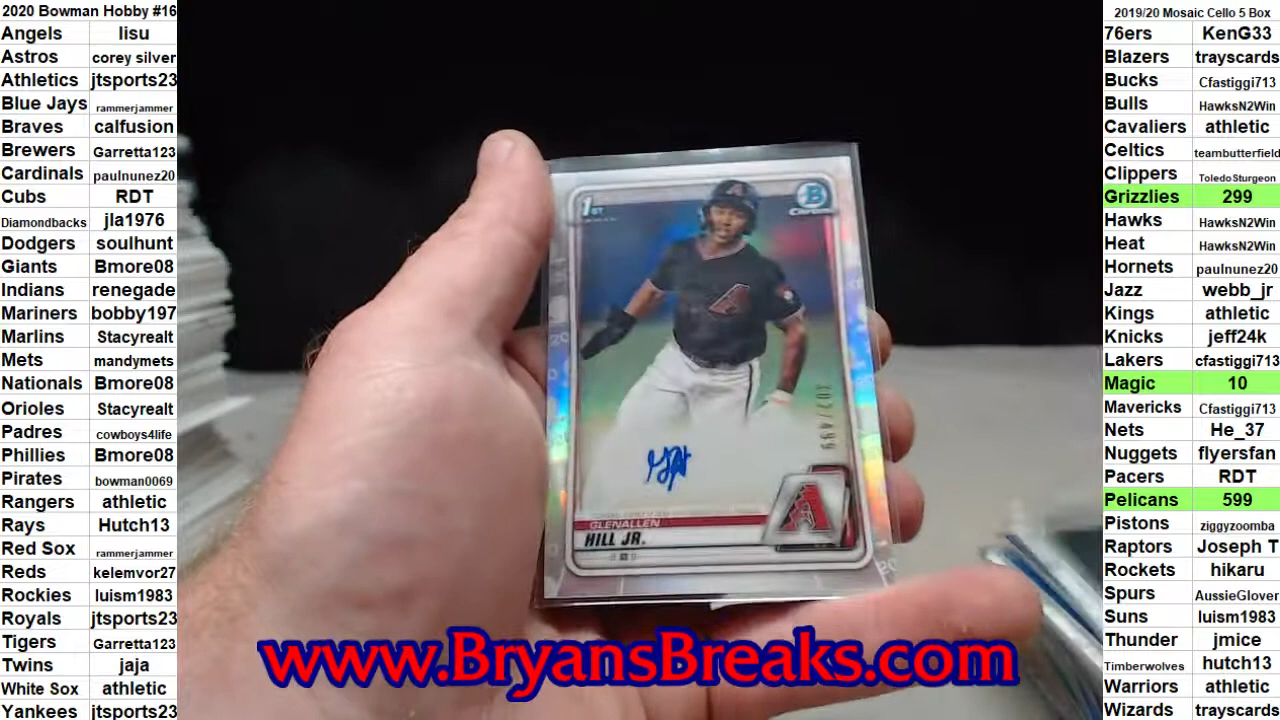 2020 Bowman Hobby #16
Angels lisu
Astros corey silver
Athletics jtsports23
Blue Jays rammerjammer
Braves calfusion
Brewers Garretta123
Cardinals paulnunez20
Cubs RDT
Diamondbacks jla1976
Dodgers soulhunt
Giants Bmore08
Indians renegade
Mariners bobby197
Marlins Stacyrealt
Mets mandymets
Nationals Bmore08
Orioles Stacyrealt
Padres cowboys4life
Phillies Bmore08
Pirates bowman0069
Rangers athletic
Rays Hutch13
Red Sox rammerjammer
Reds kelemvor27
Rockies luism1983
Royals jtsports23
Tigers Garretta123
Twins jaja
White Sox athletic
Yankees jtsports23
1ST
B
Chrome
A
A
GLENALLEN
HILL JR.
www.BryansBreaks.com
2019/20 Mosaic Cello 5 Box
76ers KenG33
Blazers trayscards
Bucks Cfastiggi713
Bulls HawksN2Win
Cavaliers athletic
Celtics teambutterfield
Clippers ToledoSturgeon
Grizzlies 299
Hawks HawksN2Win
Heat HawksN2Win
Hornets paulnunez20
Jazz webb_jr
Kings athletic
Knicks jeff24k
Lakers cfastiggi713
Magic 10
Mavericks Cfastiggi713
Nets He_37
Nuggets flyersfan
Pacers RDT
Pelicans 599
Pistons ziggyzoomba
Raptors Joseph T
Rockets hikaru
Spurs AussieGlover
Suns luism1983
Thunder jmice
Timberwolves hutch13
Warriors athletic
Wizards trayscards